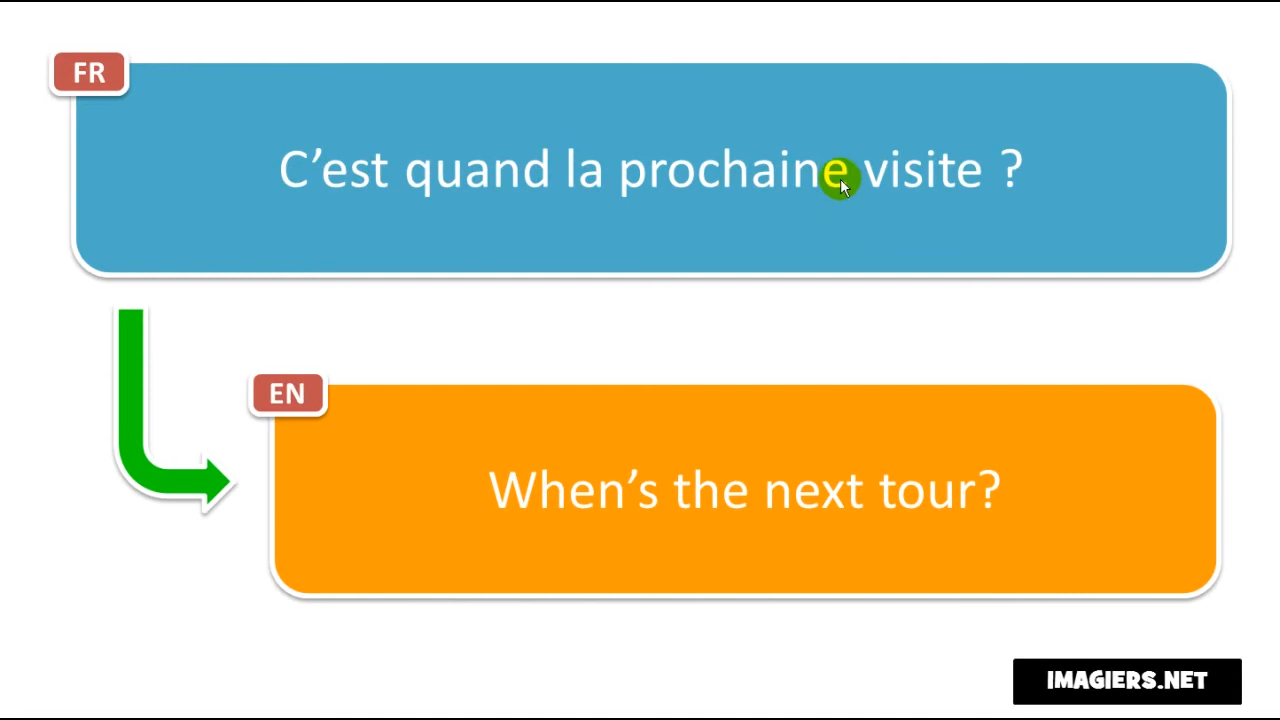 FR
C’est quand la prochaine visite ?
EN
When’s the next tour?
IMAGIERS.NET